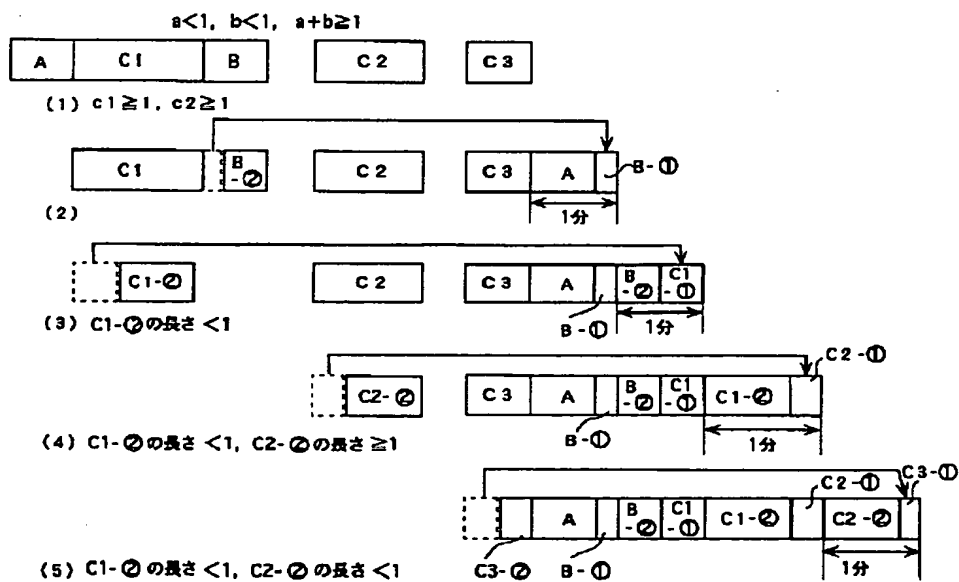 a<1, b<1, a+b≧1
A C1 B C2 C3
(1) c1≧1, c2≧1
C1 B-② C2 C3 A B-①
(2)
1分
C1-② C2 C3 A B-② C1-①
(3) C1-②の長さ<1
B-① 1分
C2-①
C2-② C3 A B-② C1-① C1-②
(4) C1-②の長さ<1, C2-②の長さ≧1
B-① 1分
C2-① C3-①
A B-② C1-① C1-② C2-②
(5) C1-②の長さ<1, C2-②の長さ<1
C3-② B-① 1分